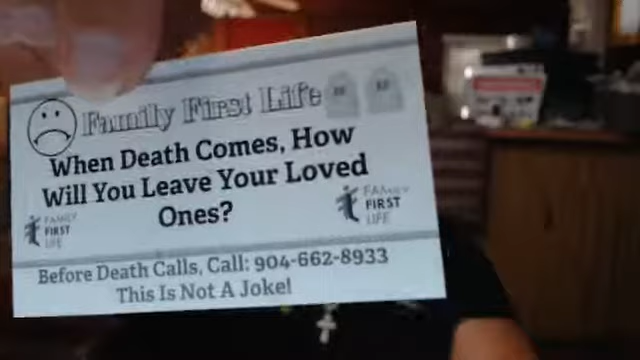 Family First Life
When Death Comes, How
Will You Leave Your Loved
Ones?
FAMILY
FIRST
LIFE
FAMILY
FIRST
LIFE
Before Death Calls, Call: 904-662-8933
This Is Not A Joke!